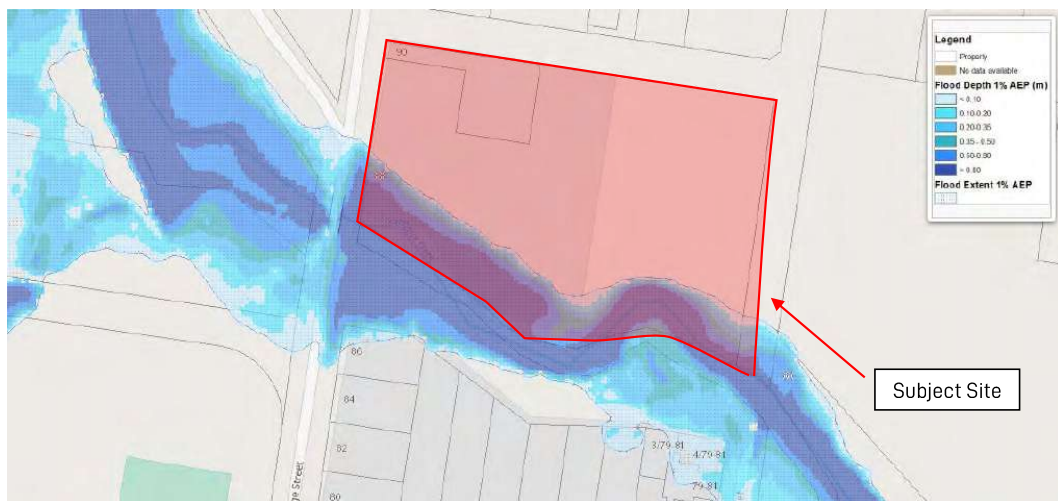 90
Legend
Property
No data available
Flood Depth 1% AEP (m)
< 0.10
0.10-0.20
0.20-0.35
0.35 - 0.50
0.50-0.80
> 0.80
Flood Extent 1% AEP
Subject Site
86
84
82
80
ge Street
3/79-81
4/79-81
79-81